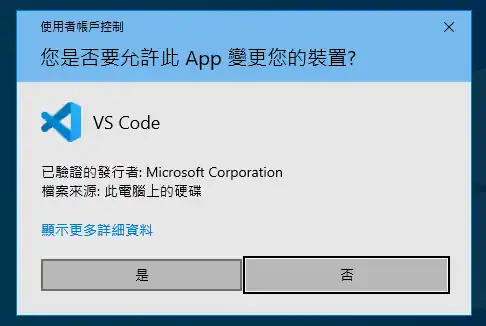 使用者帳戶控制
您是否要允許此 App 變更您的裝置?
VS Code
已驗證的發行者: Microsoft Corporation
檔案來源: 此電腦上的硬碟
顯示更多詳細資料
是
否